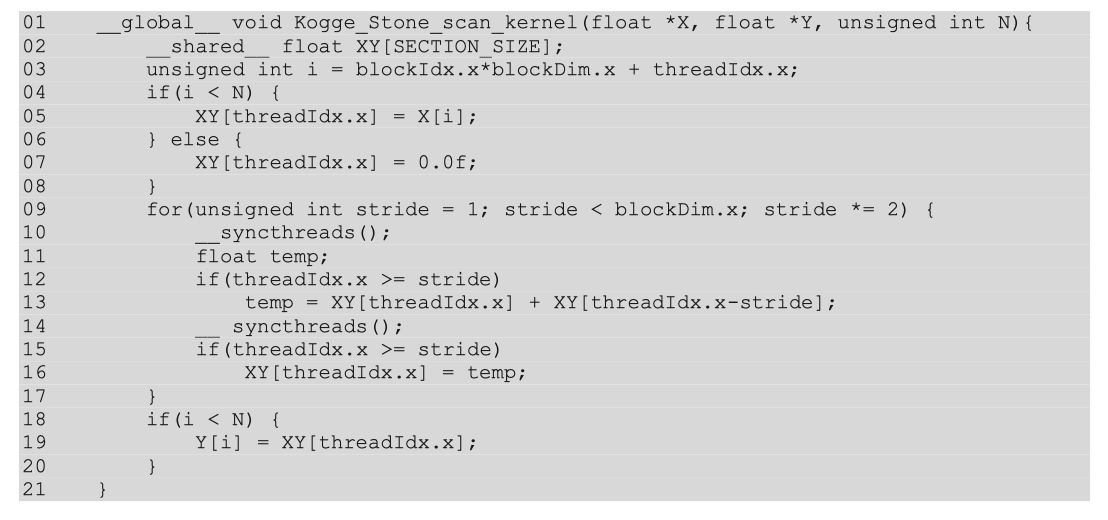 01 __global__ void Kogge_Stone_scan_kernel(float *X, float *Y, unsigned int N){
02 __shared__ float XY[SECTION_SIZE];
03 unsigned int i = blockIdx.x*blockDim.x + threadIdx.x;
04 if(i < N) {
05 XY[threadIdx.x] = X[i];
06 } else {
07 XY[threadIdx.x] = 0.0f;
08 }
09 for(unsigned int stride = 1; stride < blockDim.x; stride *= 2) {
10 __syncthreads();
11 float temp;
12 if(threadIdx.x >= stride)
13 temp = XY[threadIdx.x] + XY[threadIdx.x-stride];
14 __ syncthreads();
15 if(threadIdx.x >= stride)
16 XY[threadIdx.x] = temp;
17 }
18 if(i < N) {
19 Y[i] = XY[threadIdx.x];
20 }
21 }